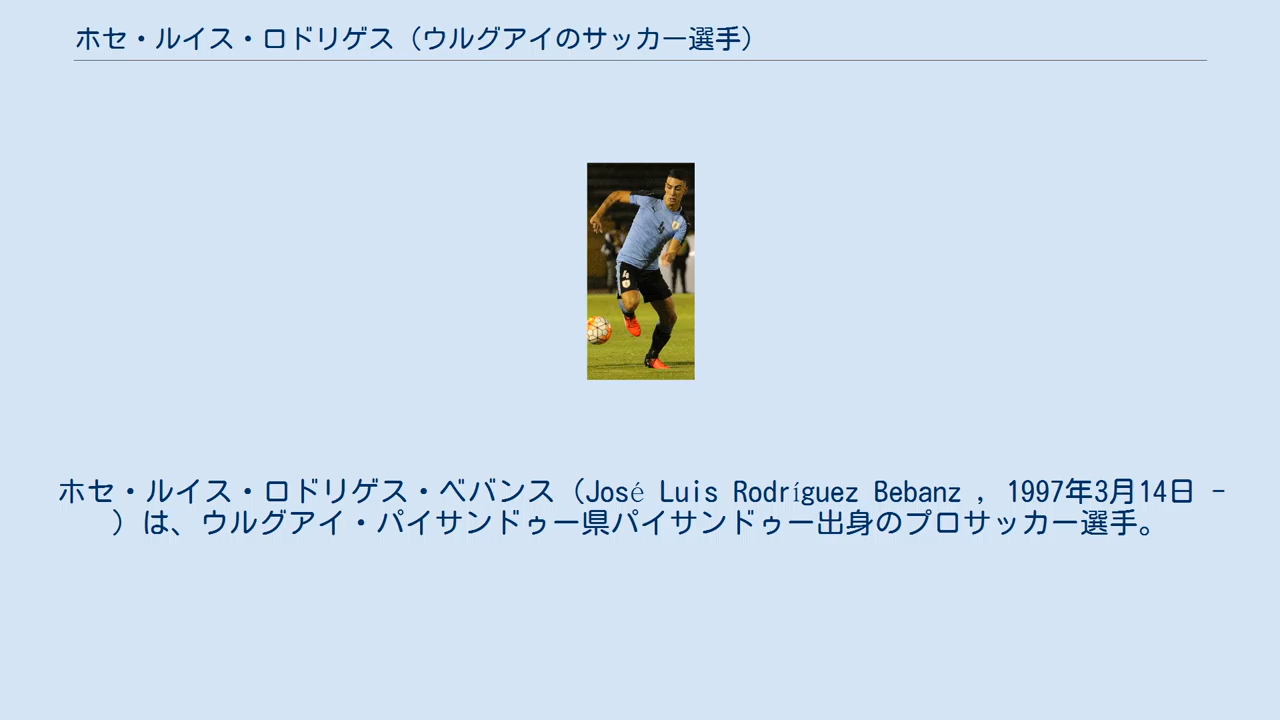 ホセ・ルイス・ロドリゲス（ウルグアイのサッカー選手）
4
4
ホセ・ルイス・ロドリゲス・ベバンス（José Luis Rodríguez Bebanz , 1997年3月14日 -
）は、ウルグアイ・パイサンドゥー県パイサンドゥー出身のプロサッカー選手。